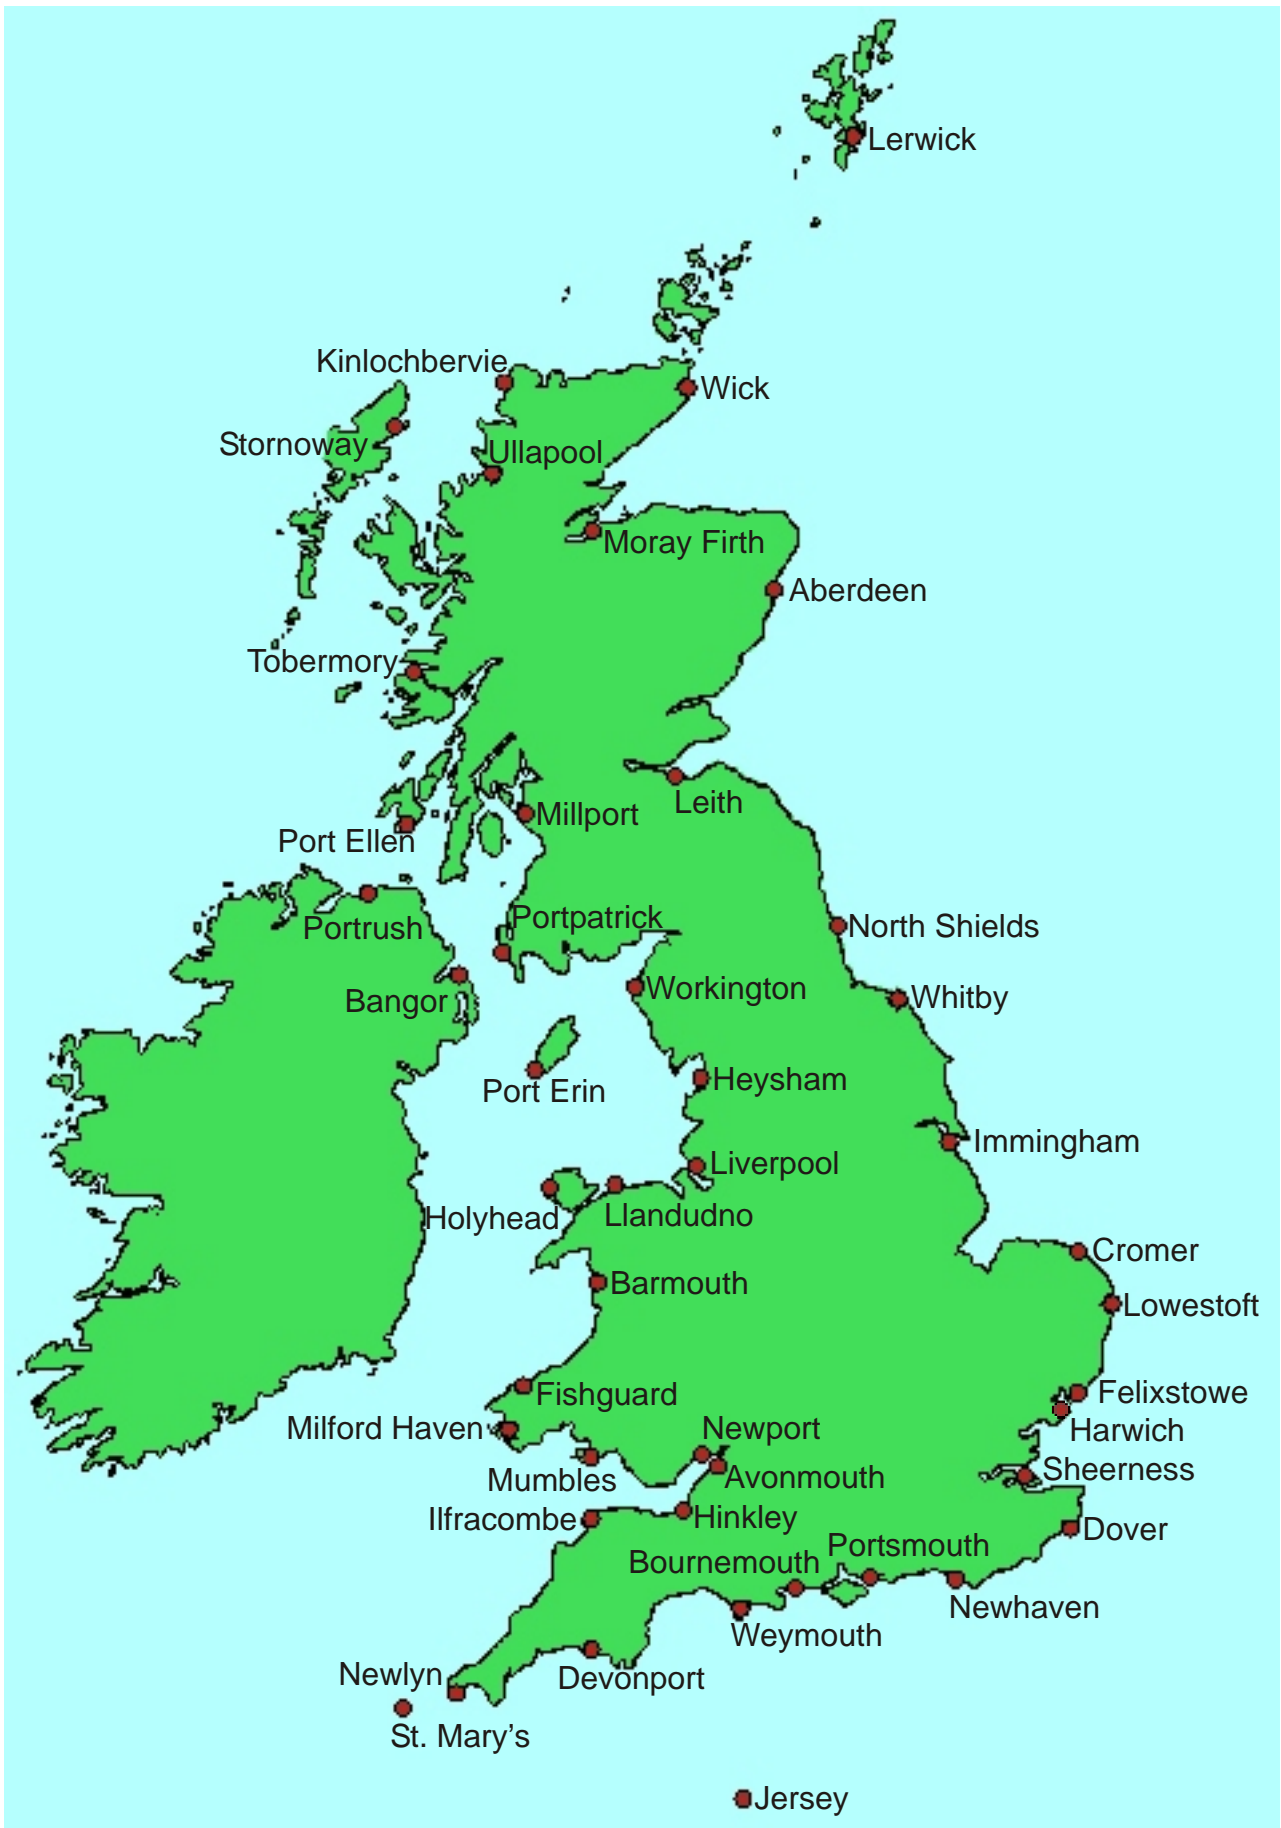 Lerwick
Kinlochbervie
Wick
Stornoway
Ullapool
Moray Firth
Aberdeen
Tobermory
Leith
Millport
Port Ellen
Portpatrick
Portrush
North Shields
Workington
Bangor
Whitby
Heysham
Port Erin
Immingham
Liverpool
Holyhead
Llandudno
Cromer
Barmouth
Lowestoft
Fishguard
Felixstowe
Milford Haven
Newport
Harwich
Mumbles
Avonmouth
Sheerness
Ilfracombe
Hinkley
Dover
Portsmouth
Bournemouth
Newhaven
Weymouth
Newlyn
Devonport
St. Mary's
Jersey